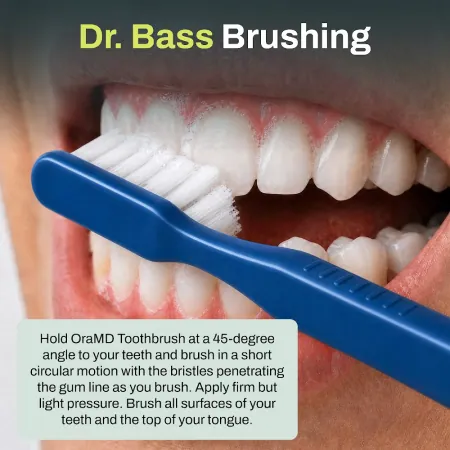 Dr. Bass Brushing
Hold OraMD Toothbrush at a 45-degree
angle to your teeth and brush in a short
circular motion with the bristles penetrating
the gum line as you brush. Apply firm but
light pressure. Brush all surfaces of your
teeth and the top of your tongue.